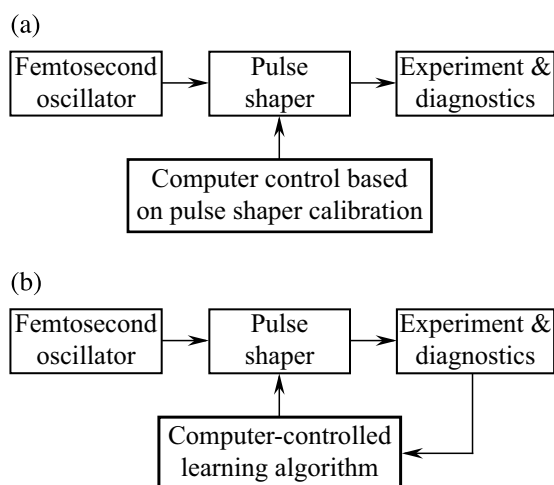 (a)
Femtosecond
oscillator
Pulse
shaper
Experiment &
diagnostics
Computer control based
on pulse shaper calibration
(b)
Femtosecond
oscillator
Pulse
shaper
Experiment &
diagnostics
Computer-controlled
learning algorithm